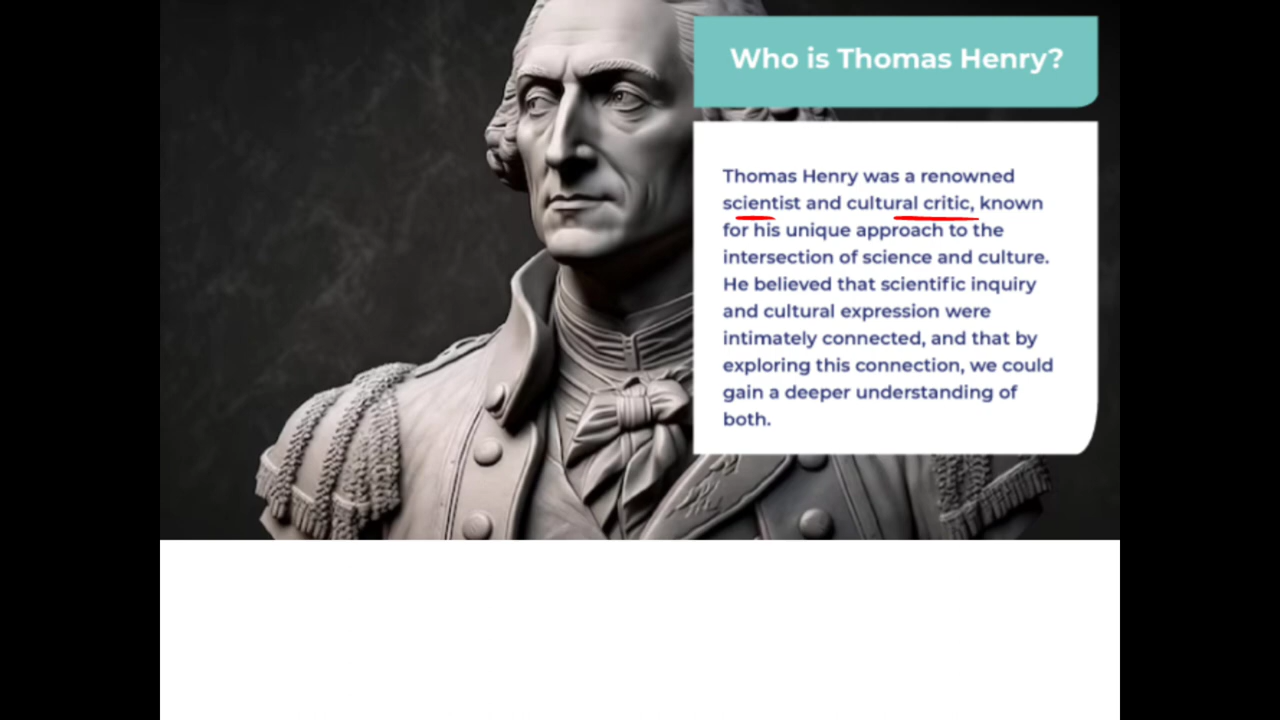 Who is Thomas Henry?
Thomas Henry was a renowned
scientist and cultural critic, known
for his unique approach to the
intersection of science and culture.
He believed that scientific inquiry
and cultural expression were
intimately connected, and that by
exploring this connection, we could
gain a deeper understanding of
both.